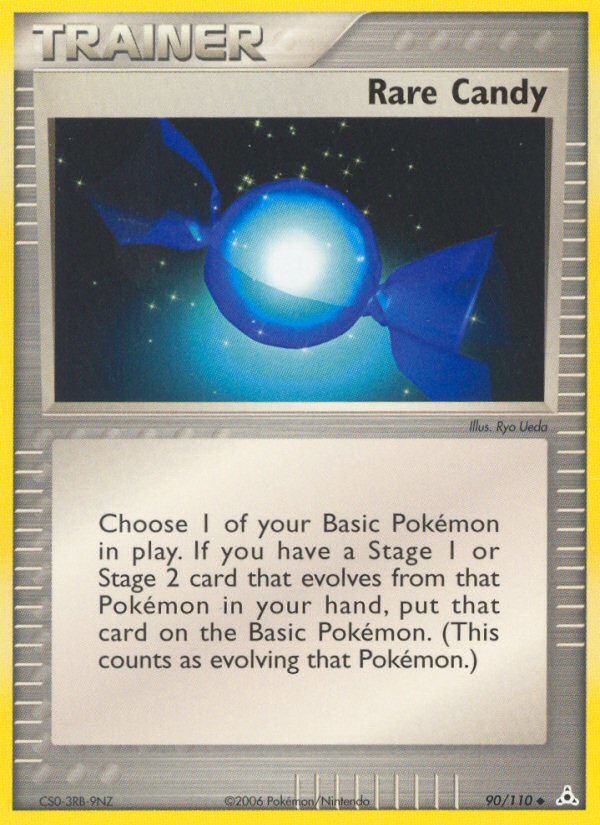 TRAINER
Rare Candy
Illus. Ryo Ueda
Choose 1 of your Basic Pokémon
in play. If you have a Stage 1 or
Stage 2 card that evolves from that
Pokémon in your hand, put that
card on the Basic Pokémon. (This
counts as evolving that Pokémon.)
CS0-3RB-9NZ
©2006 Pokémon/Nintendo
90/110